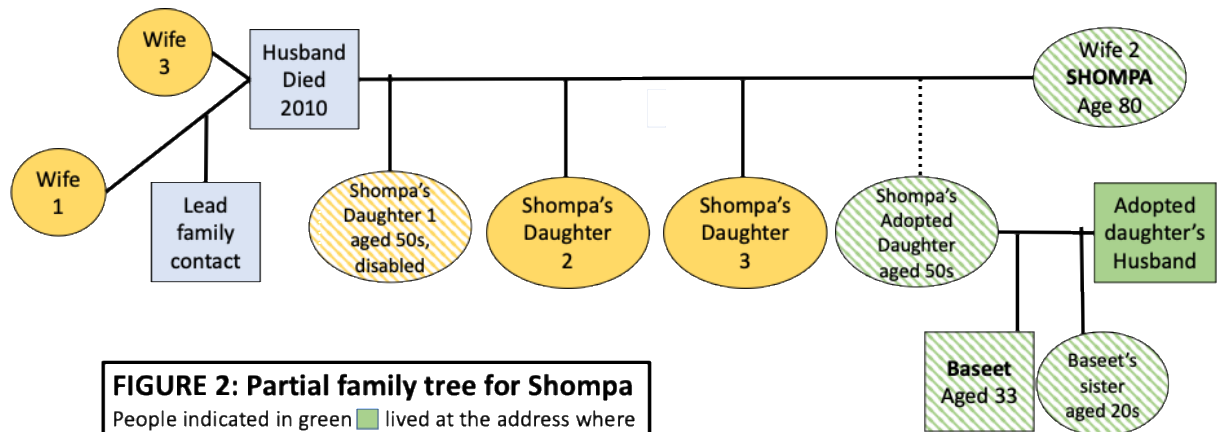 Wife
3
Husband
Died
2010
Wife 2
SHOMPA
Age 80
Wife
1
Lead
family
contact
Shompa's
Daughter 1
aged 50s,
disabled
Shompa's
Daughter
2
Shompa's
Daughter
3
Shompa's
Adopted
Daughter
aged 50s
Adopted
daughter's
Husband
Baseet
Aged 33
Baseet's
sister
aged 20s
FIGURE 2: Partial family tree for Shompa
People indicated in green lived at the address where